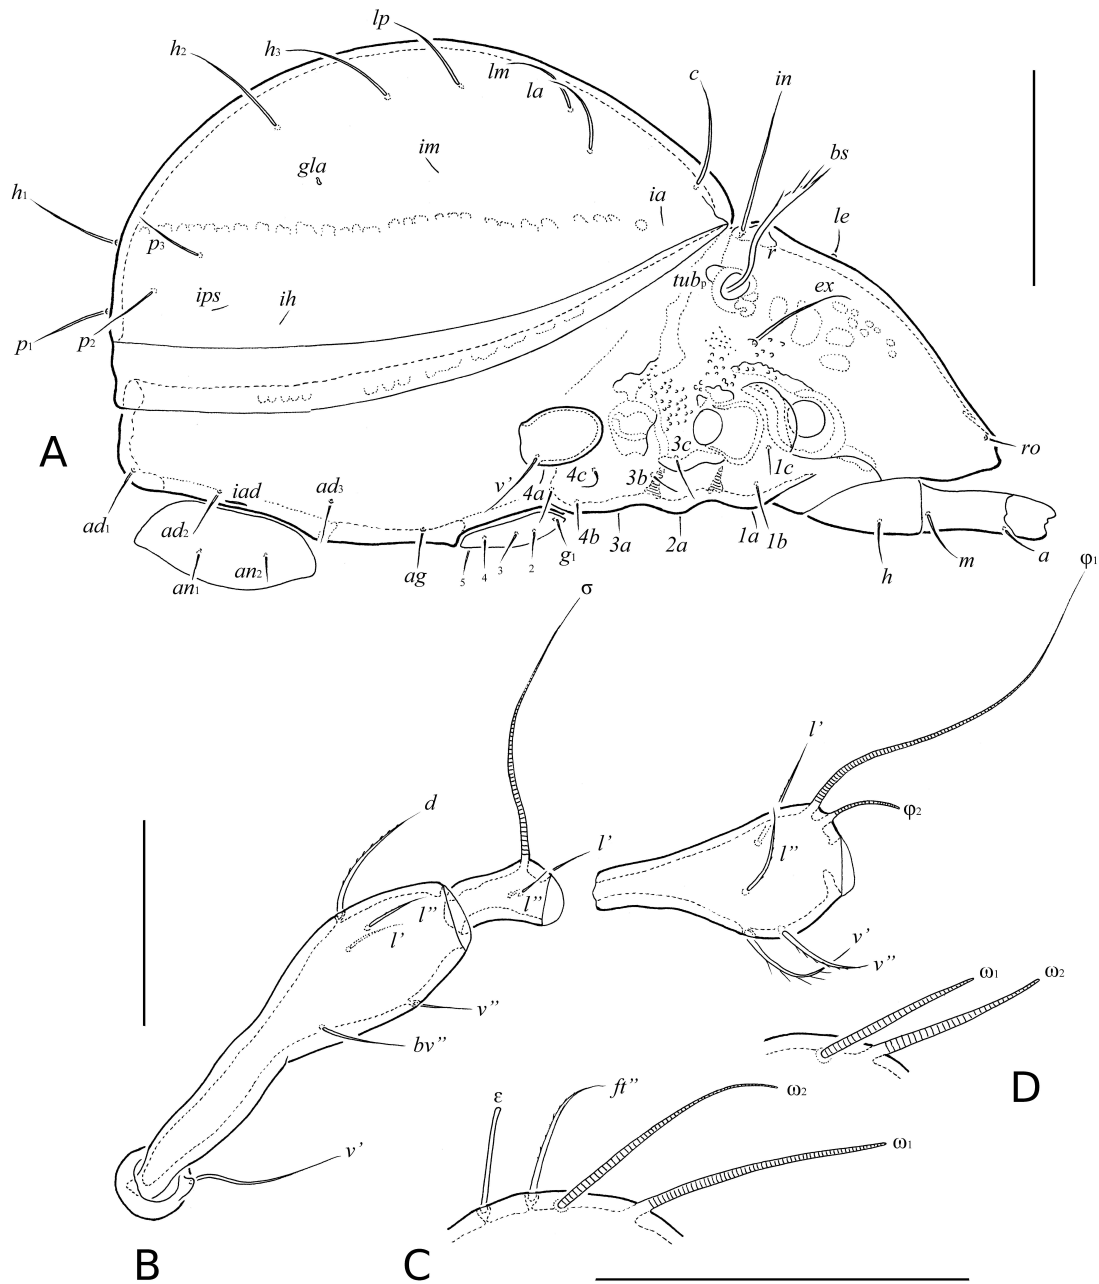 lp
h2
h3
lm
la
c
in
bs
gla
im
h1
ia
le
p3
r
tubp
ex
ips
ih
p1
p2
A
3c
ro
1c
v’
4c
3b
4a
iad
ad3
ad1
ad2
4b
3a
2a
1a
1b
g1
ag
5
4
3
2
h
m
a
an1
an2
φ1
σ
l’
d
φ2
l’
l’’
l’’
l’’
l’
v’
v’’
ω1
ω2
v’’
bv’’
D
ε
ft’’
ω2
ω1
v’
B
C